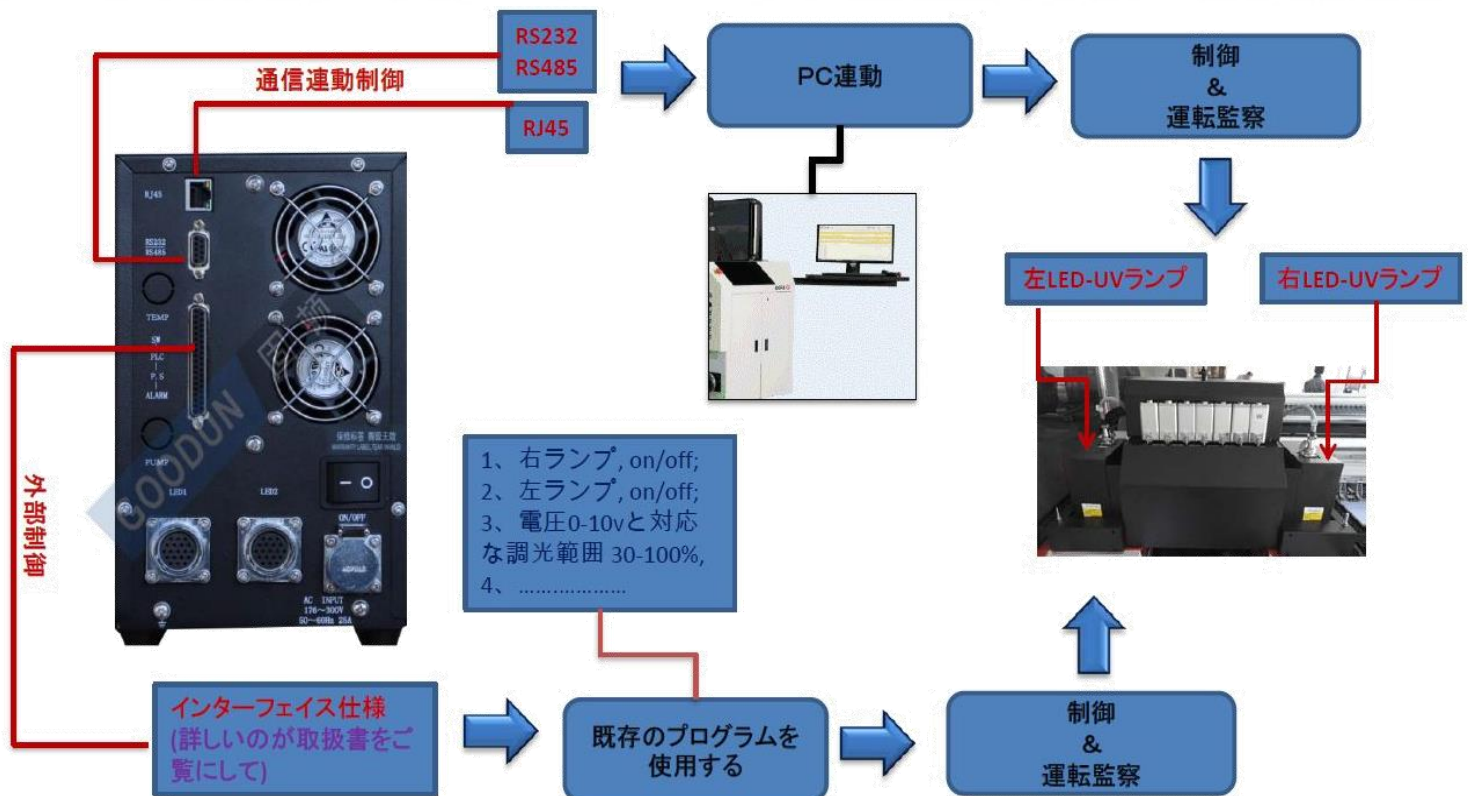 RS232
RS485
通信連動制御
RJ45
PC連動
制御
&
運転監察
RJ45
RS232
RS485
TEMP
SW
PLC
P.S
ALARM
PUMP
LED1
LED2
ON/OFF
AC INPUT
176~300V
50~60Hz 25A
GOODUN 固顿
外部制御
左LED-UVランプ
右LED-UVランプ
1、 右ランプ, on/off;
2、 左ランプ, on/off;
3、 電圧0-10vと対応
な調光範囲 30-100%,
4、 ..................
インターフェイス仕様
(詳しいのが取扱書をご
覧にして)
既存のプログラムを
使用する
制御
&
運転監察